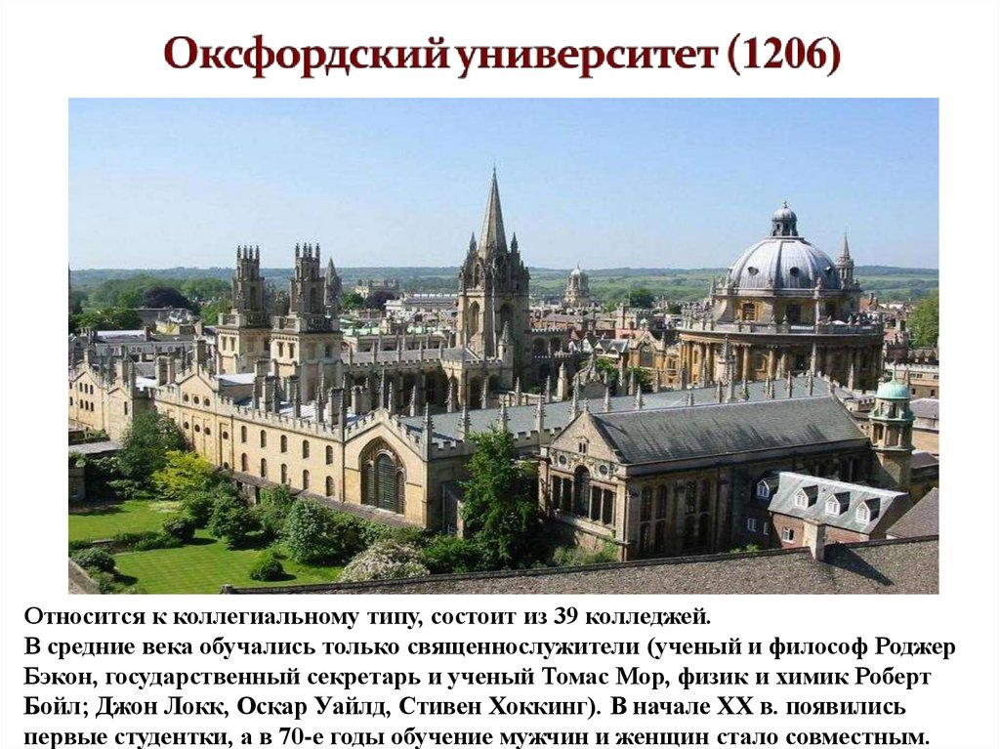 Оксфордский университет (1206)
Относится к коллегиальному типу, состоит из 39 колледжей.
В средние века обучались только священнослужители (ученый и философ Роджер
Бэкон, государственный секретарь и ученый Томас Мор, физик и химик Роберт
Бойл; Джон Локк, Оскар Уайлд, Стивен Хоккинг). В начале XX в. появились
первые студентки, а в 70-е годы обучение мужчин и женщин стало совместным.